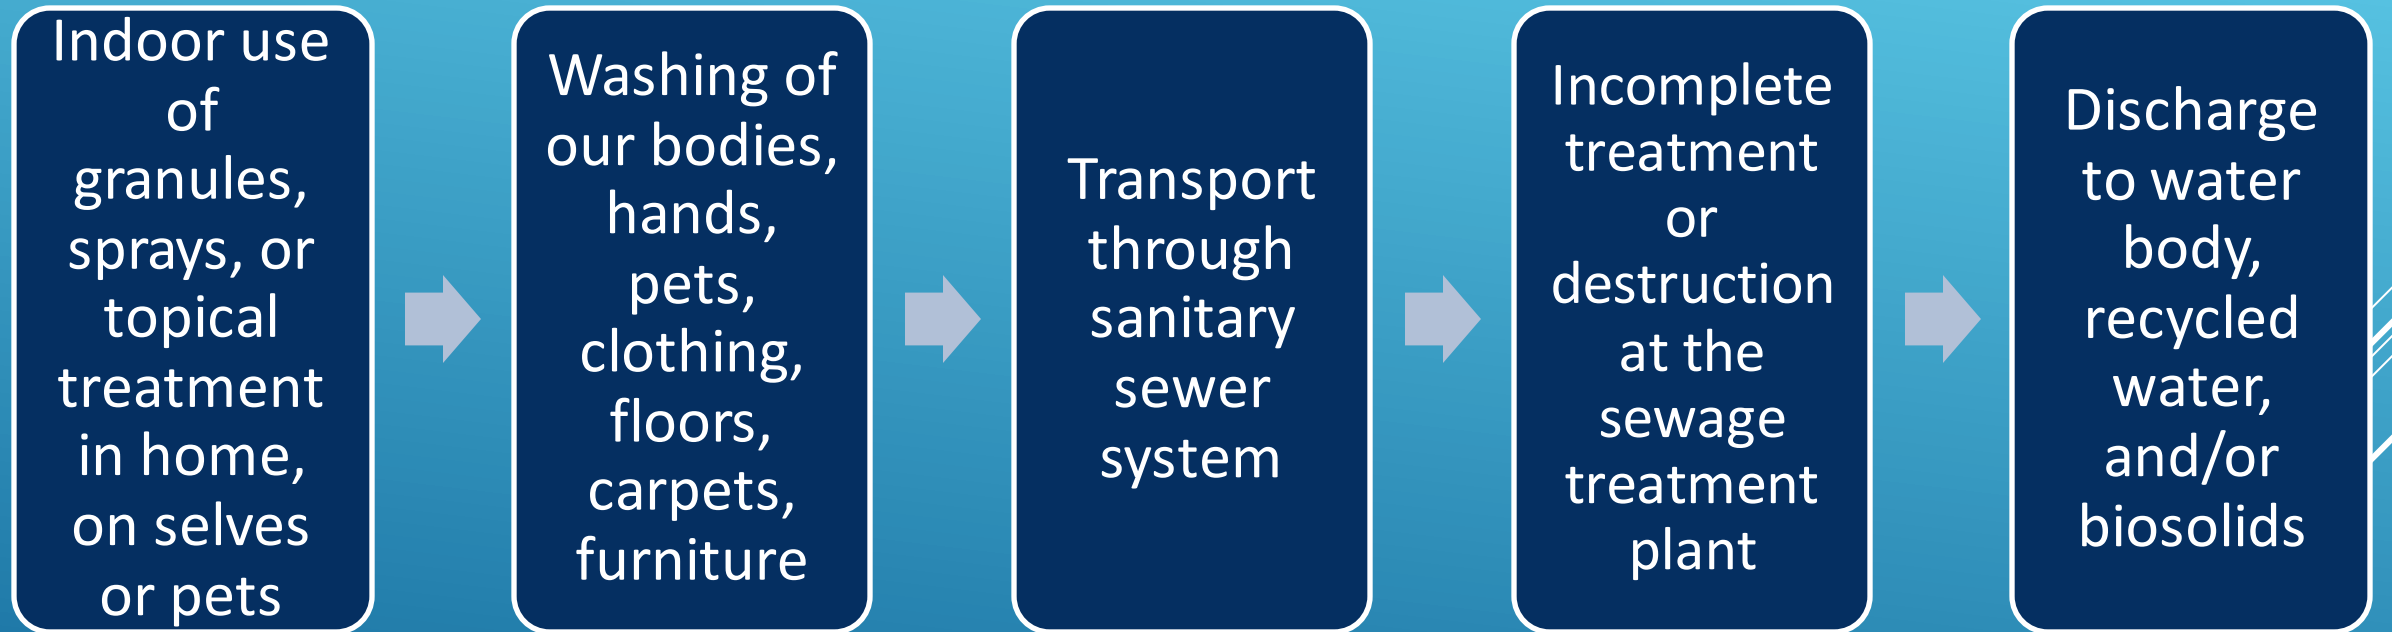 Indoor use
of
granules,
sprays, or
topical
treatment
in home,
on selves
or pets
Washing of
our bodies,
hands,
pets,
clothing,
floors,
carpets,
furniture
Transport
through
sanitary
sewer
system
Incomplete
treatment
or
destruction
at the
sewage
treatment
plant
Discharge
to water
body,
recycled
water,
and/or
biosolids